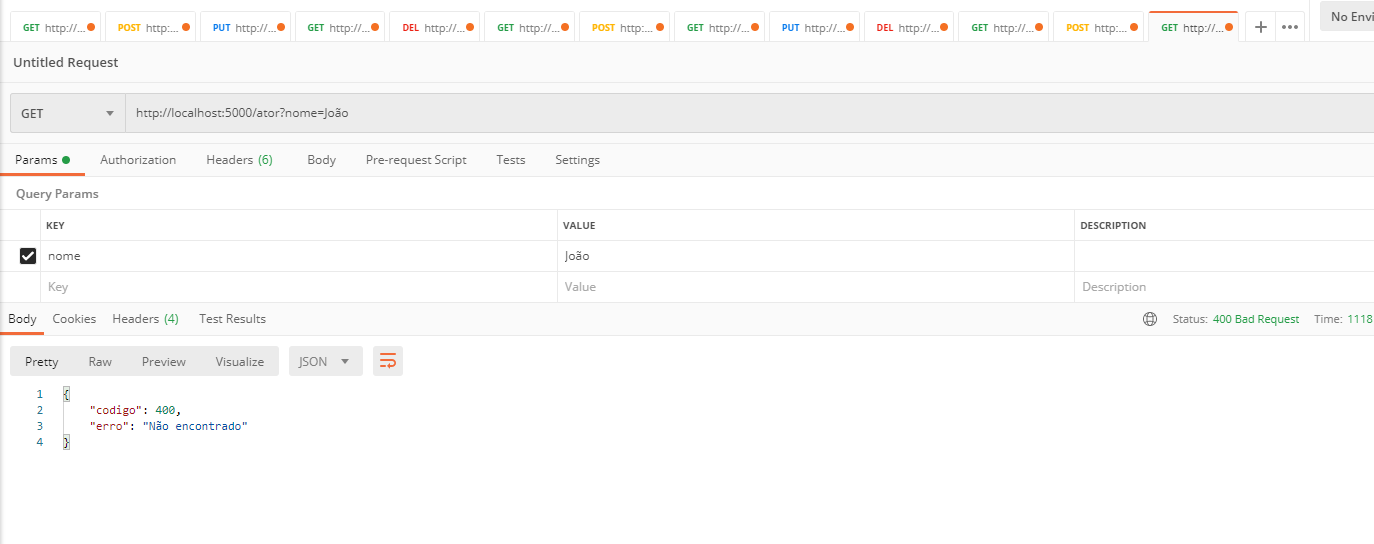 GET http://... POST http:... PUT http://... GET http://... DEL http://... GET http://... POST http:... GET http://... PUT http://... DEL http://... GET http://... POST http:... GET http://... + ••• No Envi
Untitled Request
GET http://localhost:5000/ator?nome=João
Params Authorization Headers (6) Body Pre-request Script Tests Settings
Query Params
KEY VALUE DESCRIPTION
nome João
Key Value Description
Body Cookies Headers (4) Test Results Status: 400 Bad Request Time: 1118
Pretty Raw Preview Visualize JSON
1 {
2 "codigo": 400,
3 "erro": "Não encontrado"
4 }